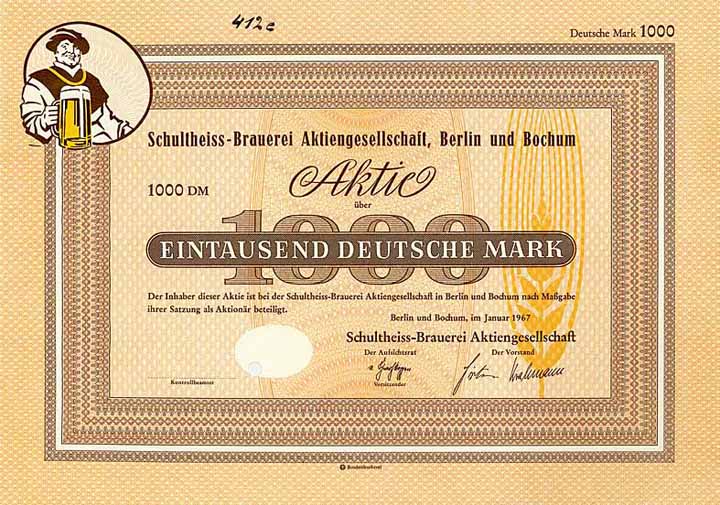 412c
Deutsche Mark 1000
Schultheiss-Brauerei Aktiengesellschaft, Berlin und Bochum
Aktie
1000 DM
über
1000
EINTAUSEND DEUTSCHE MARK
Der Inhaber dieser Aktie ist bei der Schultheiss-Brauerei Aktiengesellschaft in Berlin und Bochum nach Maßgabe
ihrer Satzung als Aktionär beteiligt.
Berlin und Bochum, im Januar 1967
Schultheiss-Brauerei Aktiengesellschaft
Der Aufsichtsrat
Der Vorstand
Vorsitzender
Kontrollbeamter
Bundesdruckerei